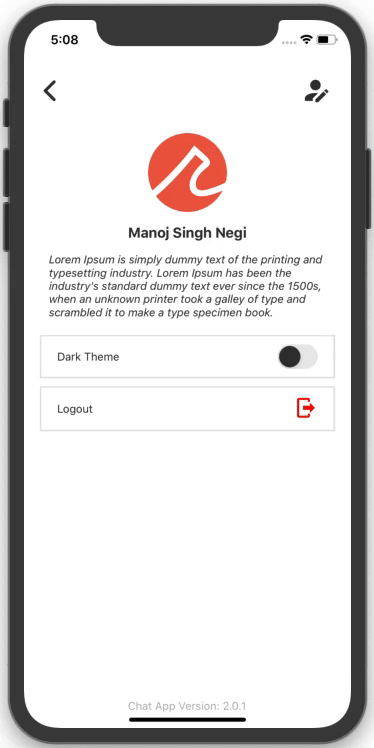 5:08
Manoj Singh Negi
Lorem Ipsum is simply dummy text of the printing and
typesetting industry. Lorem Ipsum has been the
industry's standard dummy text ever since the 1500s,
when an unknown printer took a galley of type and
scrambled it to make a type specimen book.
Dark Theme
Logout
Chat App Version: 2.0.1